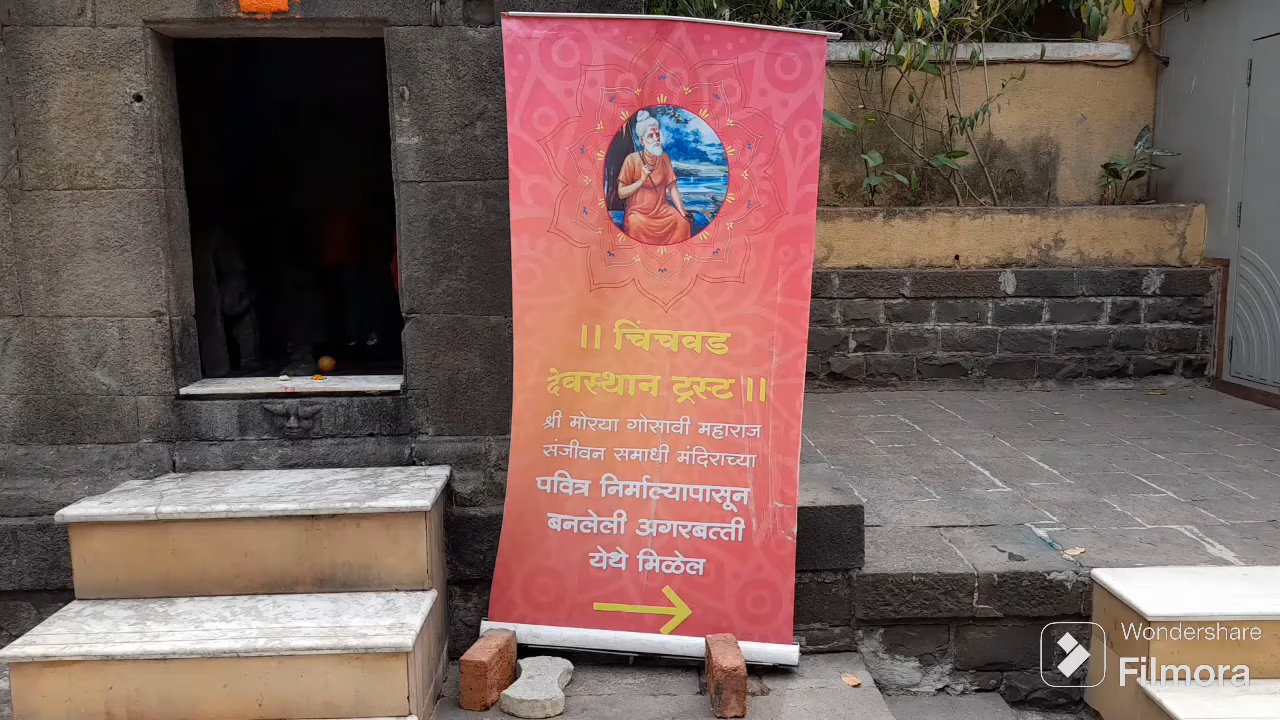 ।। चिंचवड
देवस्थान ट्रस्ट ।।
श्री मोरया गोसावी महाराज
संजीवन समाधी मंदिराच्या
पवित्र निर्माल्यापासून
बनलेली अगरबत्ती
येथे मिळेल
Wondershare
Filmora